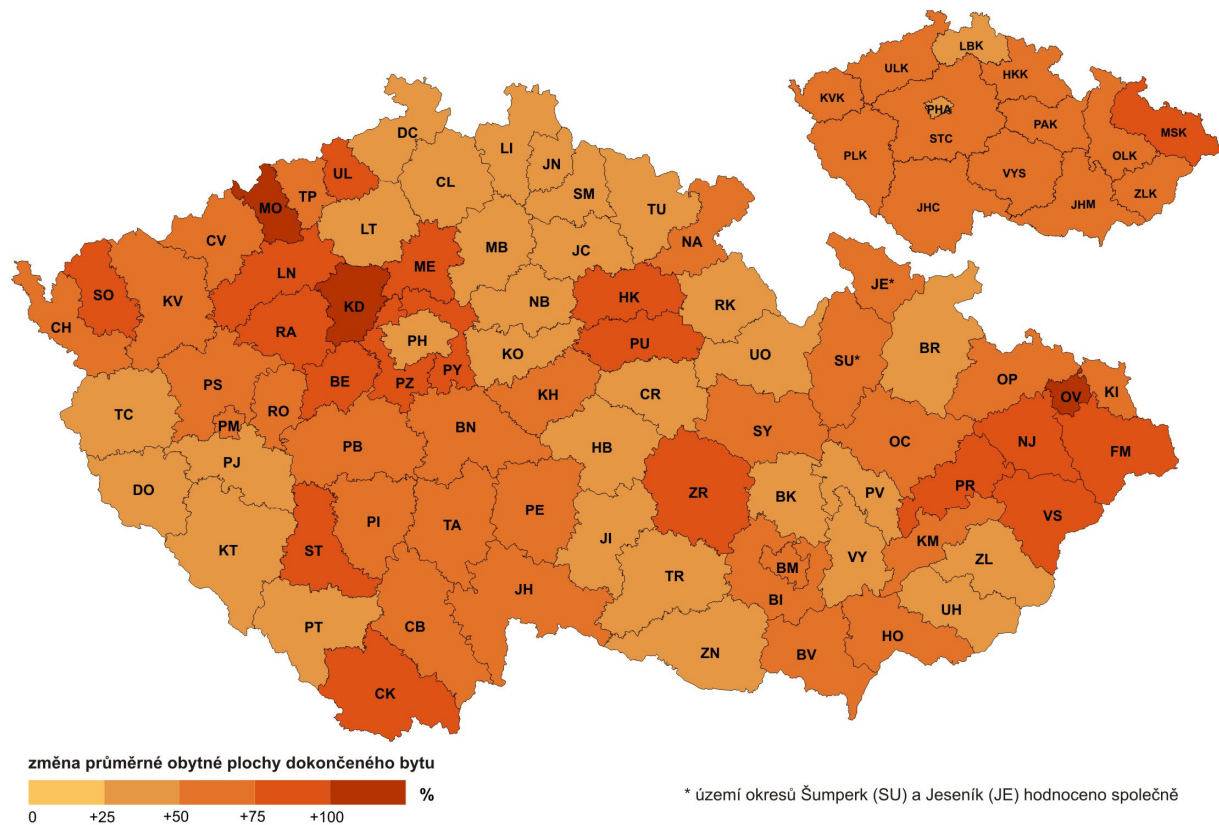 LBK
ULK
HKK
KVK
PHA
PAK
MSK
STC
PLK
OLK
VYS
ZLK
JHC
JHM
DC
LI
JN
UL
CL
SM
TP
MO
TU
LT
CV
MB
JC
NA
LN
ME
SO
KV
NB
HK
RK
JE*
KD
CH
RA
PH
KO
PU
UO
SU*
BR
OP
BE
PZ
PY
PS
KH
CR
OV
KI
TC
RO
PM
BN
SY
OC
NJ
FM
PB
HB
PJ
DO
ZR
BK
PV
PR
PE
VS
PI
TA
KT
ST
JI
VY
KM
ZL
TR
BM
JH
BI
UH
PT
CB
HO
ZN
BV
CK
změna průměrné obytné plochy dokončeného bytu
%
0 +25 +50 +75 +100
* území okresů Šumperk (SU) a Jeseník (JE) hodnoceno společně